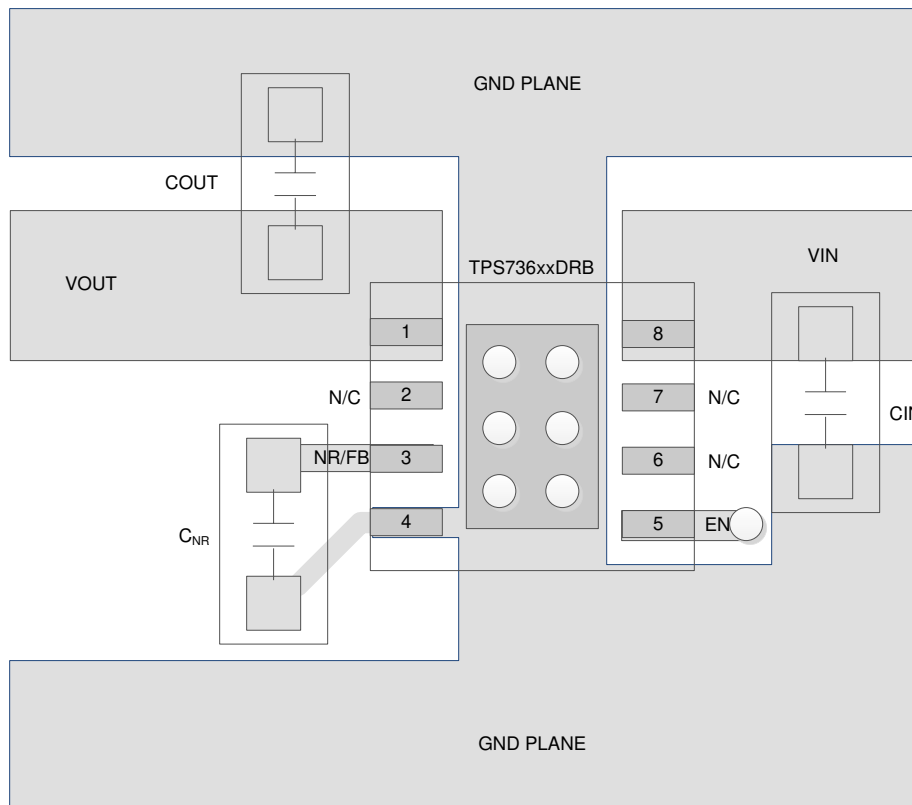 GND PLANE
COUT
TPS736xxDRB
VIN
VOUT
1
8
N/C
2
7
N/C
CIN
NR/FB
3
6
N/C
4
5
EN
CNR
GND PLANE